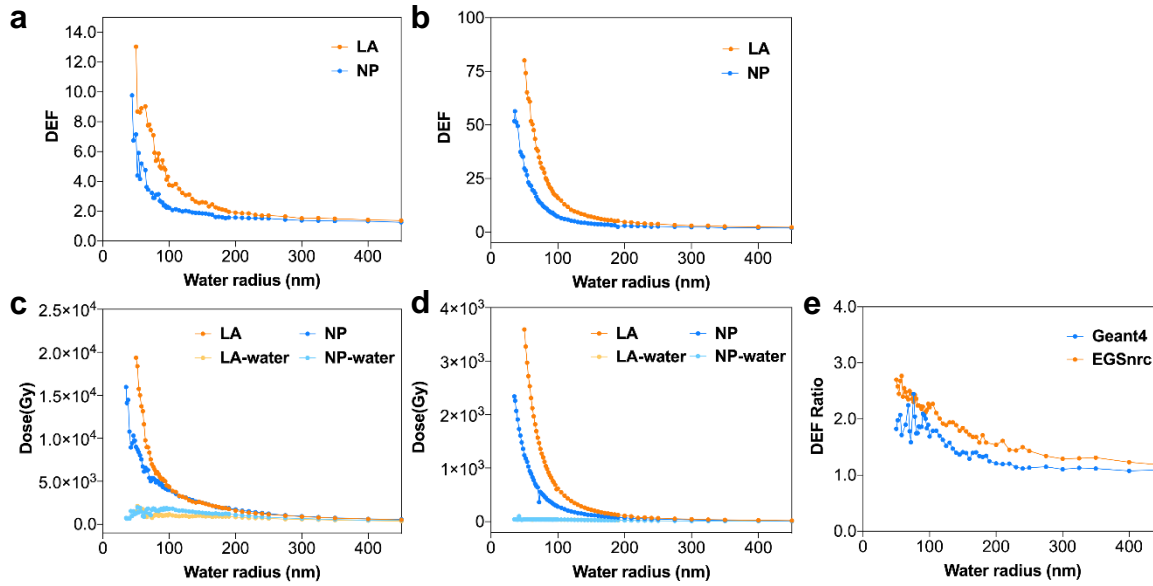 a
14.0
12.0
10.0
8.0
6.0
4.0
2.0
0.0
DEF
LA
NP
0 100 200 300 400
Water radius (nm)
b
100
75
50
25
0
DEF
LA
NP
0 100 200 300 400
Water radius (nm)
c
2.5×10⁴
2.0×10⁴
1.5×10⁴
1.0×10⁴
5.0×10³
0.0
Dose(Gy)
LA NP
LA-water NP-water
0 100 200 300 400
Water radius (nm)
d
4×10³
3×10³
2×10³
1×10³
0
Dose(Gy)
LA NP
LA-water NP-water
0 100 200 300 400
Water radius (nm)
e
4.0
3.0
2.0
1.0
0.0
DEF Ratio
Geant4
EGSnrc
0 100 200 300 400
Water radius (nm)